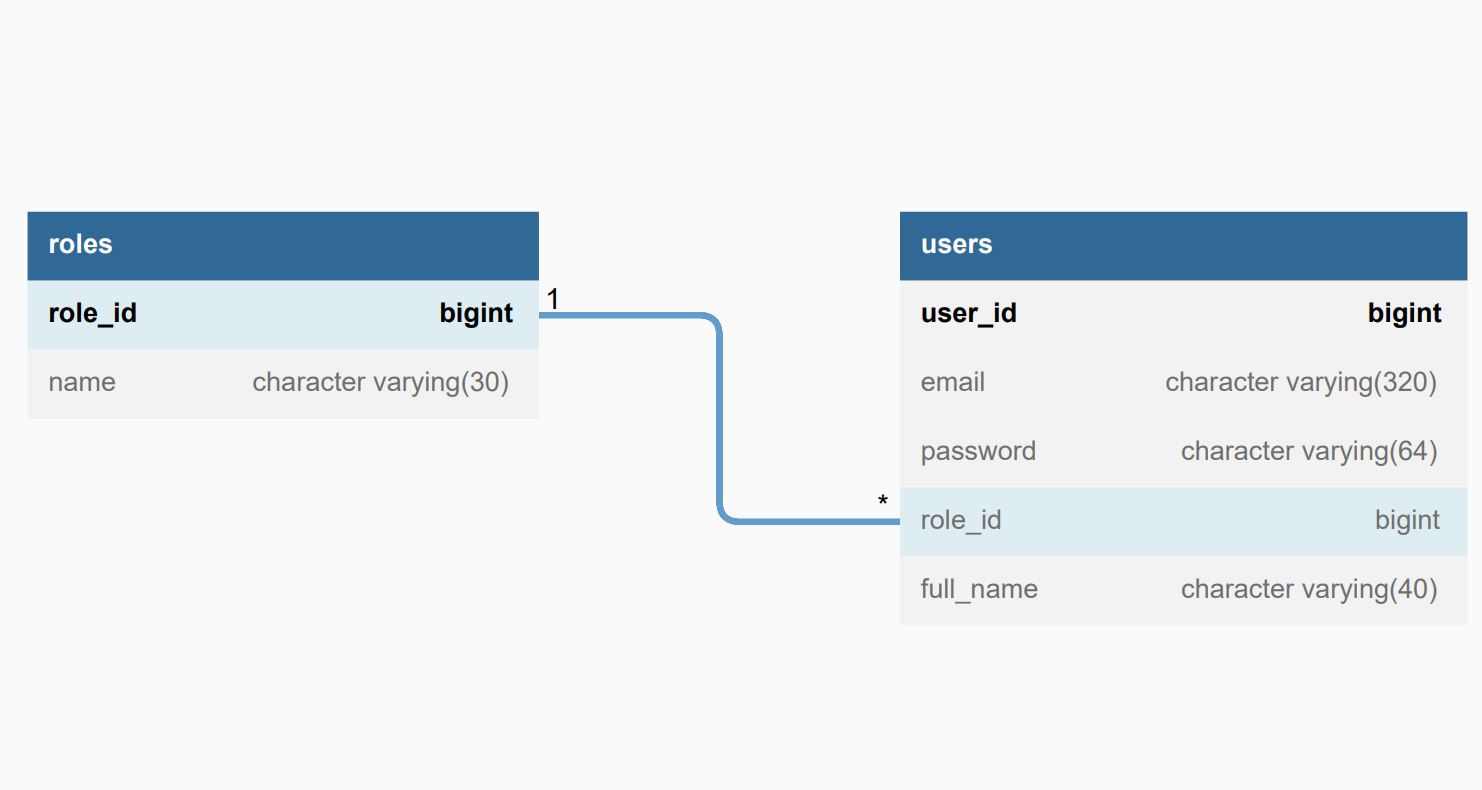 roles
role_id bigint
name character varying(30)
1
*
users
user_id bigint
email character varying(320)
password character varying(64)
role_id bigint
full_name character varying(40)